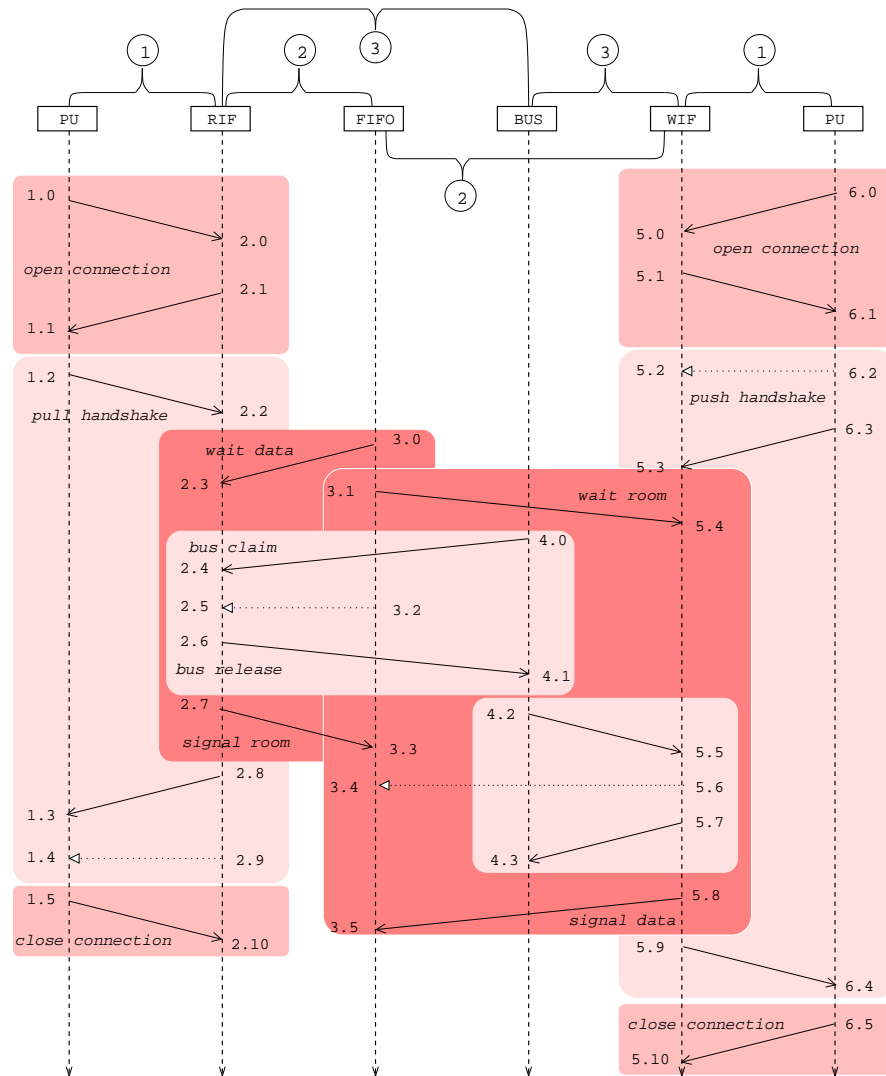 1 2 3 3 1
PU RIF FIFO BUS WIF PU
2
1.0 6.0
2.0 5.0
open connection open connection
2.1 5.1
1.1 6.1
1.2 5.2 6.2
pull handshake 2.2 push handshake
6.3
wait data 3.0
2.3 5.3
3.1 wait room
5.4
bus claim 4.0
2.4
2.5 3.2
2.6
bus release 4.1
2.7 4.2
signal room 3.3 5.5
2.8
3.4 5.6
1.3 5.7
1.4 2.9 4.3
1.5 5.8
3.5 signal data
close connection 2.10 5.9
6.4
close connection 6.5
5.10